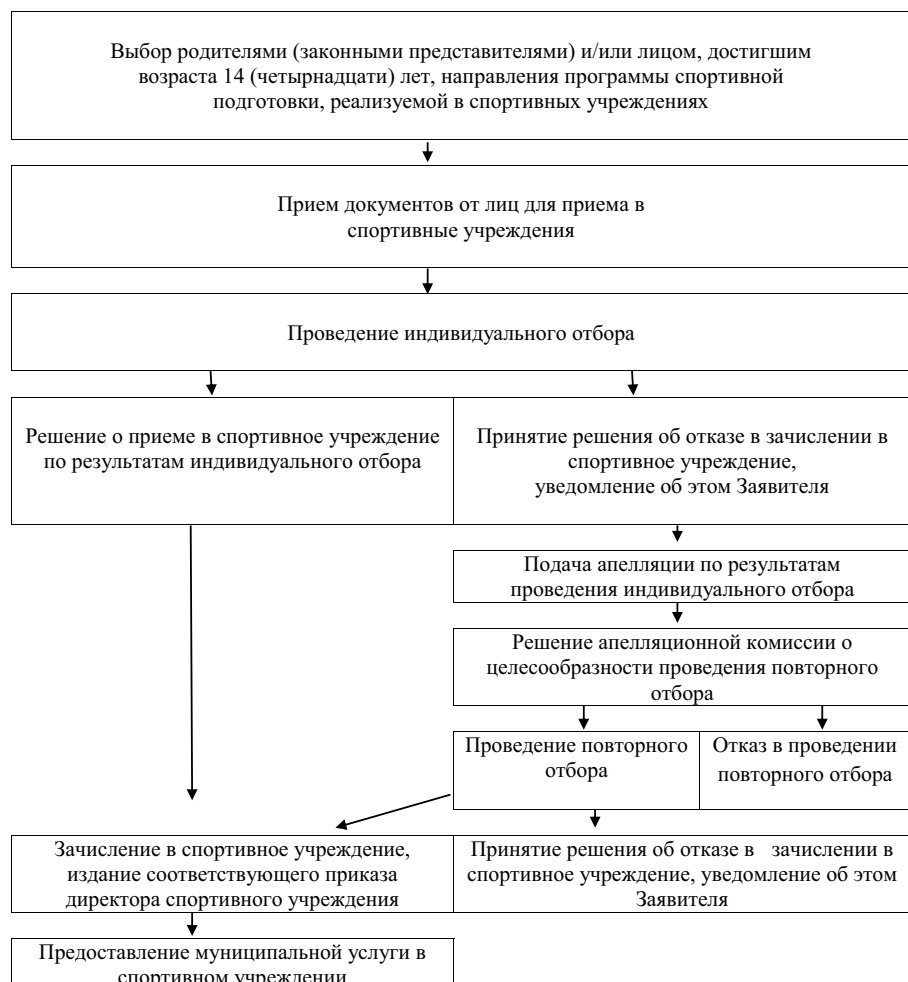 Выбор родителями (законными представителями) и/или лицом, достигшим
возраста 14 (четырнадцати) лет, направления программы спортивной
подготовки, реализуемой в спортивных учреждениях
Прием документов от лиц для приема в
спортивные учреждения
Проведение индивидуального отбора
Решение о приеме в спортивное учреждение
по результатам индивидуального отбора
Принятие решения об отказе в зачислении в
спортивное учреждение,
уведомление об этом Заявителя
Подача апелляции по результатам
проведения индивидуального отбора
Решение апелляционной комиссии о
целесообразности проведения повторного
отбора
Проведение повторного
отбора
Отказ в проведении
повторного отбора
Зачисление в спортивное учреждение,
издание соответствующего приказа
директора спортивного учреждения
Принятие решения об отказе в зачислении в
спортивное учреждение, уведомление об этом
Заявителя
Предоставление муниципальной услуги в
спортивном учреждении